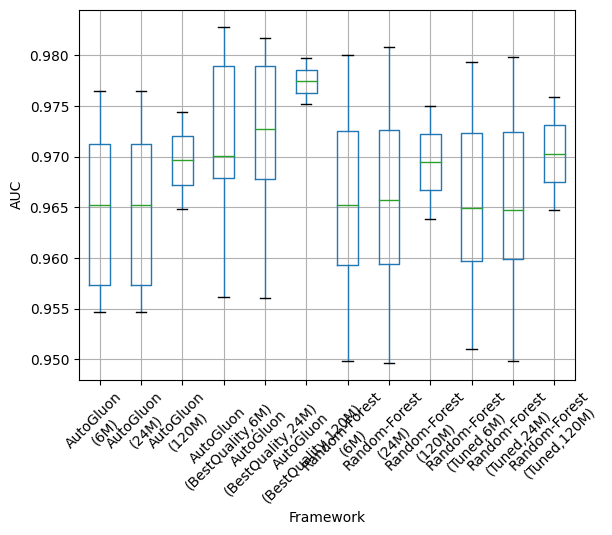 0.980
0.975
0.970
0.965
0.960
0.955
0.950
AUC
AutoGluon
(6M)
AutoGluon
(24M)
AutoGluon
(120M)
AutoGluon
(BestQuality,6M)
AutoGluon
(BestQuality,24M)
AutoGluon
(BestQuality,120M)
Random-Forest
(6M)
Random-Forest
(24M)
Random-Forest
(120M)
Random-Forest
(Tuned,6M)
Random-Forest
(Tuned,24M)
Random-Forest
(Tuned,120M)
Framework